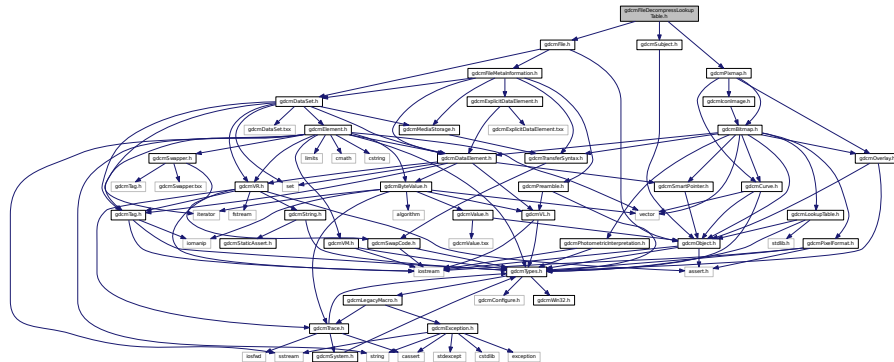 gdcmFileDecompressLookup
Table.h
gdcmFile.h
gdcmSubject.h
gdcmPixmap.h
gdcmFileMetaInformation.h
gdcmDataSet.h
gdcmExplicitDataElement.h
gdcmIconImage.h
gdcmDataSet.txx
gdcmElement.h
gdcmMediaStorage.h
gdcmExplicitDataElement.txx
gdcmBitmap.h
gdcmSwapper.h
limits
cmath
cstring
gdcmDataElement.h
gdcmTransferSyntax.h
gdcmOverlay.h
gdcmTag.h
gdcmSwapper.txx
gdcmVR.h
set
gdcmByteValue.h
gdcmPreamble.h
gdcmSmartPointer.h
gdcmCurve.h
gdcmTag.h
iterator
fstream
gdcmString.h
algorithm
gdcmValue.h
gdcmVL.h
vector
gdcmLookupTable.h
iomanip
gdcmStaticAssert.h
gdcmVM.h
gdcmSwapCode.h
gdcmValue.txx
gdcmPhotometricInterpretation.h
gdcmObject.h
stdlib.h
gdcmPixelFormat.h
iostream
gdcmTypes.h
assert.h
gdcmLegacyMacro.h
gdcmConfigure.h
gdcmWin32.h
gdcmTrace.h
gdcmException.h
iosfwd
sstream
gdcmSystem.h
string
cassert
stdexcept
cstdlib
exception